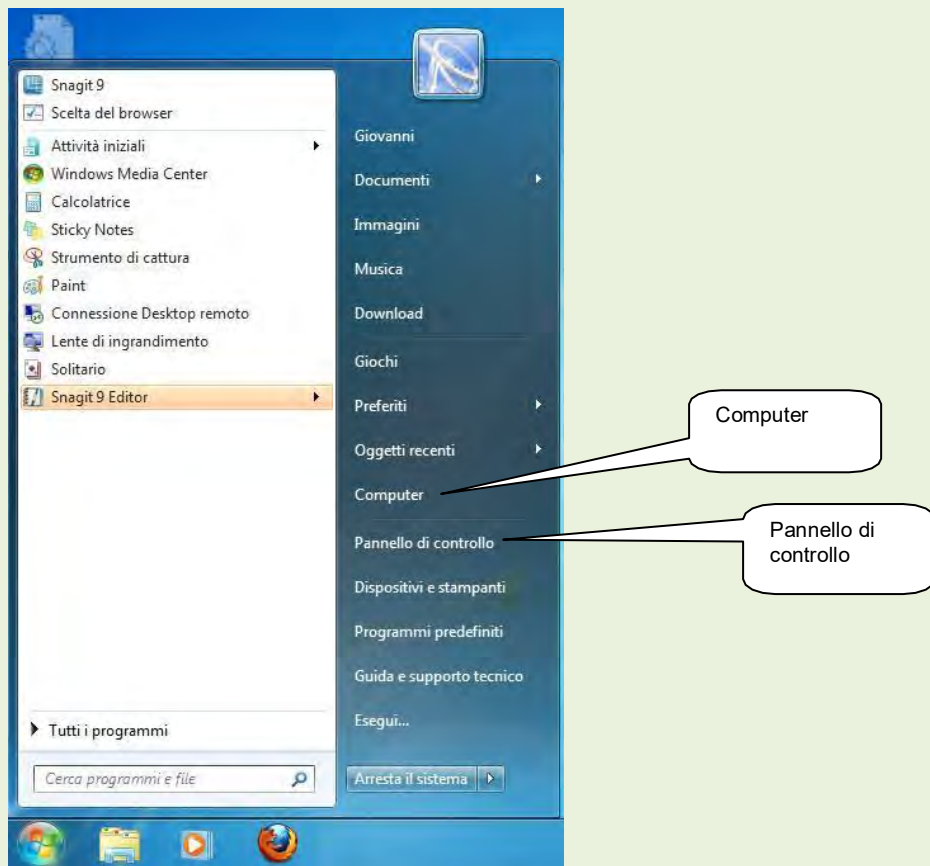 Snagit 9
Scelta del browser
Attività iniziali
Windows Media Center
Calcolatrice
Sticky Notes
Strumento di cattura
Paint
Connessione Desktop remoto
Lente di ingrandimento
Solitario
Snagit 9 Editor
Tutti i programmi
Cerca programmi e file
Giovanni
Documenti
Immagini
Musica
Download
Giochi
Preferiti
Oggetti recenti
Computer
Pannello di controllo
Dispositivi e stampanti
Programmi predefiniti
Guida e supporto tecnico
Esegui...
Arresta il sistema
Computer
Pannello di
controllo